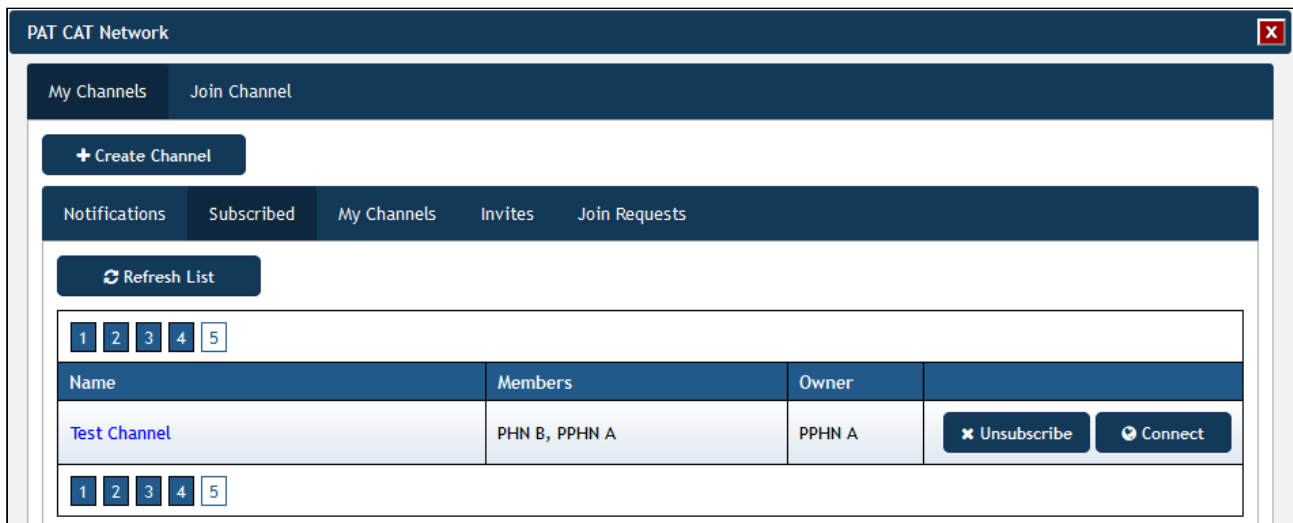 PAT CAT Network X
My Channels Join Channel
+ Create Channel
Notifications Subscribed My Channels Invites Join Requests
Refresh List
1 2 3 4 5
Name Members Owner
Test Channel PHN B, PPHN A PPHN A Unsubscribe Connect
1 2 3 4 5